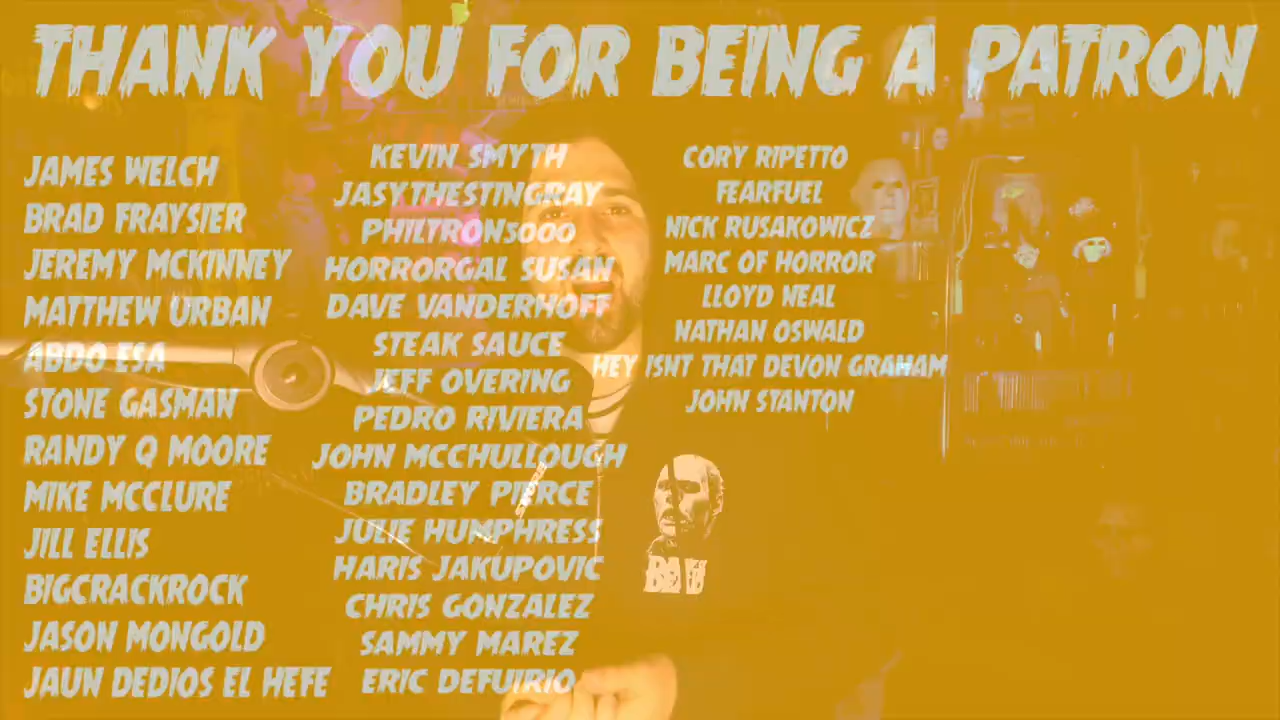 THANK YOU FOR BEING A PATRON
JAMES WELCH
BRAD FRAYSIER
JEREMY MCKINNEY
MATTHEW URBAN
ABDO ESA
STONE GASMAN
RANDY Q MOORE
MIKE MCCLURE
JILL ELLIS
BIGCRACKROCK
JASON MONGOLD
JAUN DEDIOS EL HEFE
KEVIN SMYTH
JASYTHESTINGRAY
PHILTRON5000
HORRORGAL SUSAN
DAVE VANDERHOFF
STEAK SAUCE
JEFF OVERING
PEDRO RIVIERA
JOHN MCCHULLOUGH
BRADLEY PIERCE
JULIE HUMPHRESS
HARIS JAKUPOVIC
CHRIS GONZALEZ
SAMMY MAREZ
ERIC DEFUIRIO
CORY RIPETTO
FEARFUEL
NICK RUSAKOWICZ
MARC OF HORROR
LLOYD NEAL
NATHAN OSWALD
HEY ISNT THAT DEVON GRAHAM
JOHN STANTON